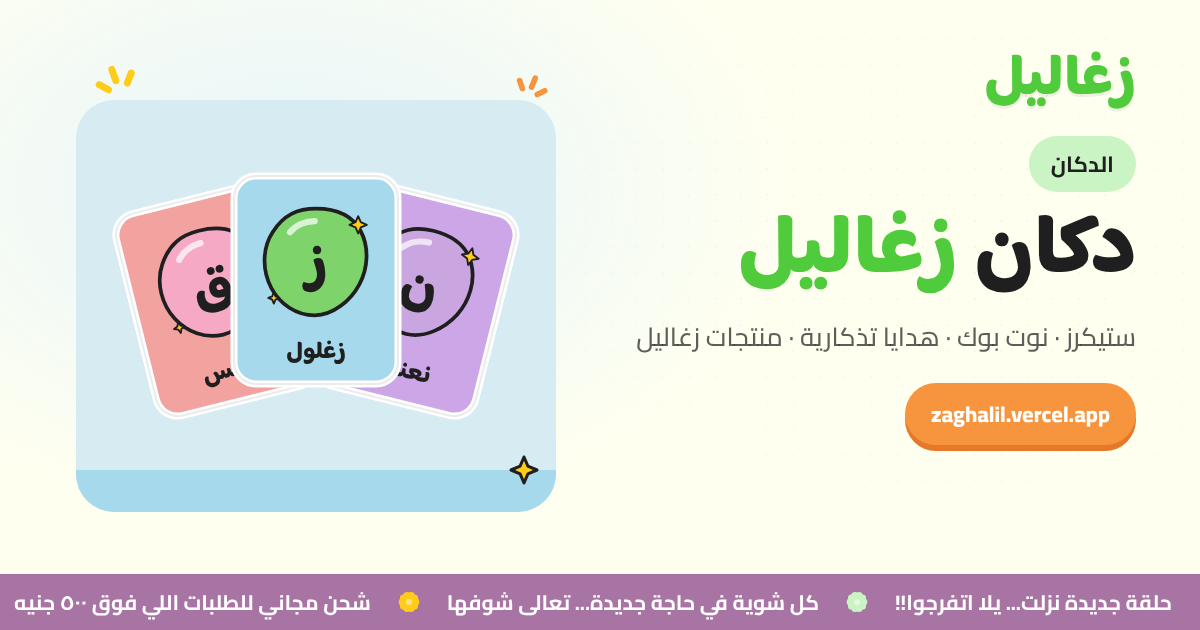 زغاليل
الدكان
دكان زغاليل
ستيكرز · نوت بوك · هدايا تذكارية · منتجات زغاليل
zaghalil.vercel.app
ن
ز
ق
زغلول
حلقة جديدة نزلت... يلا اتفرجوا!!
كل شوية في حاجة جديدة... تعالى شوفها
شحن مجاني للطلبات اللي فوق ٥٠٠ جنيه